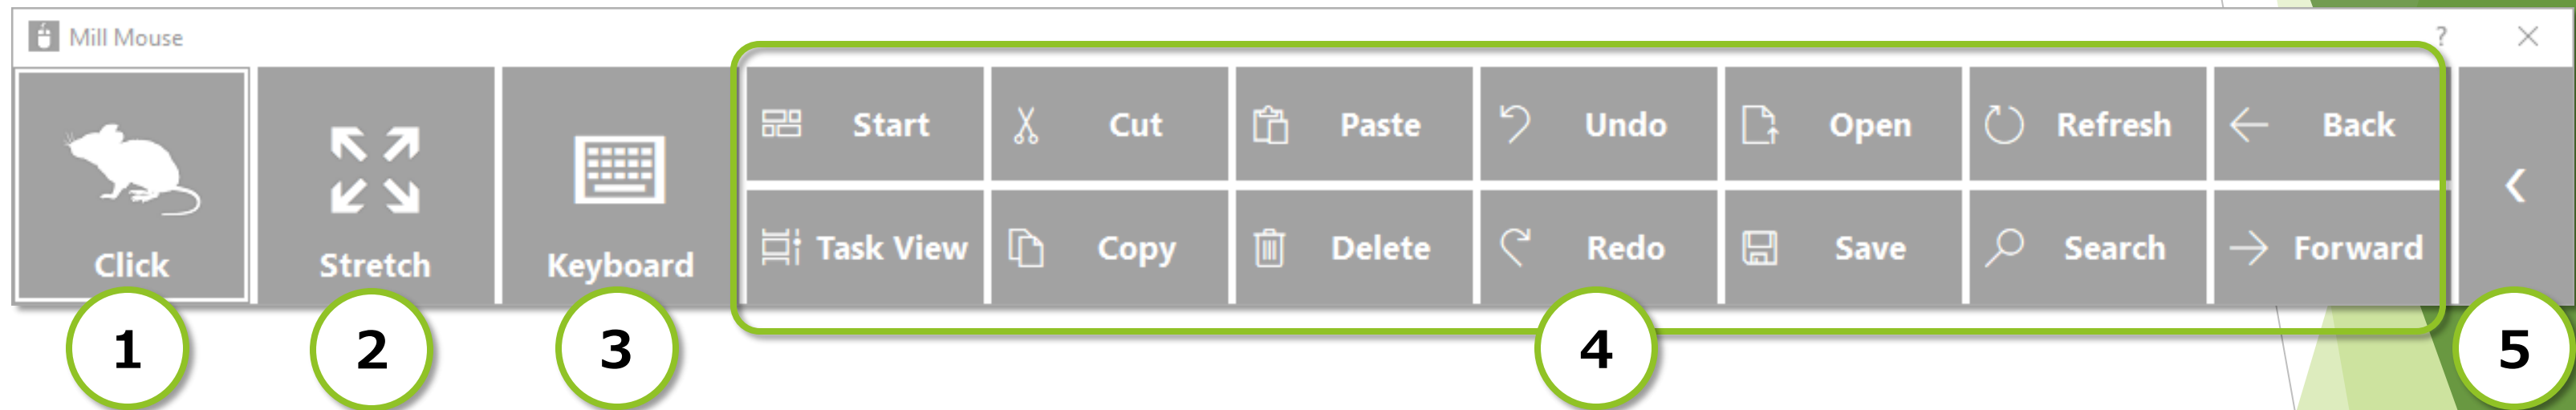 Mill Mouse ?
Start Cut Paste Undo Open Refresh Back
Click Stretch Keyboard Task View Copy Delete Redo Save Search Forward
1 2 3 4 5